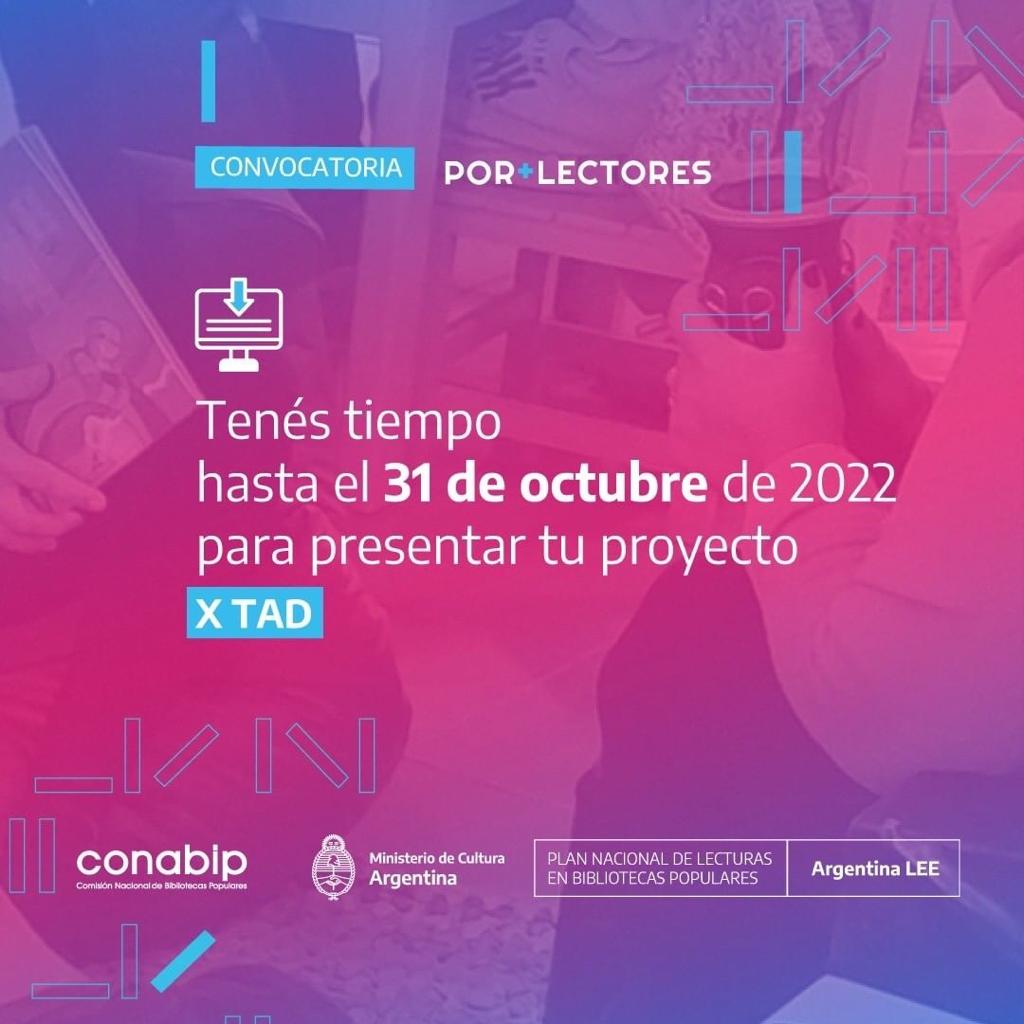 CONVOCATORIA POR+LECTORES
Tenés tiempo
hasta el 31 de octubre de 2022
para presentar tu proyecto
X TAD
conabip
Comisión Nacional de Bibliotecas Populares
Ministerio de Cultura
Argentina
PLAN NACIONAL DE LECTURAS
EN BIBLIOTECAS POPULARES
Argentina LEE